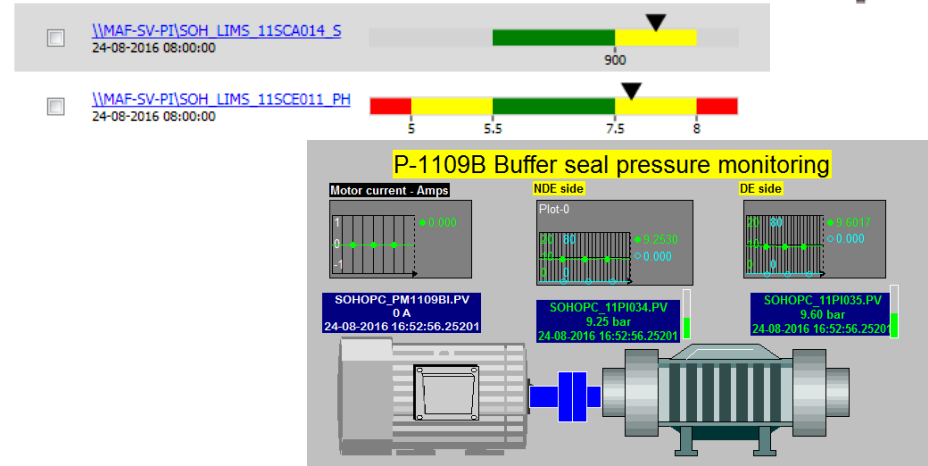 \\MAF-SV-PI\SOH_LIMS_11SCA014_S
24-08-2016 08:00:00
900
\\MAF-SV-PI\SOH_LIMS_11SCE011_PH
24-08-2016 08:00:00
5 5.5 7.5 8
P-1109B Buffer seal pressure monitoring
Motor current - Amps
1
0
-1
0.000
NDE side
Plot-0
20 80
10
0 0
9.2530
0.000
DE side
20 80
10
0 0
9.6017
0.000
SOHOPC_PM1109BI.PV
0 A
24-08-2016 16:52:56.25201
SOHOPC_11PI034.PV
9.25 bar
24-08-2016 16:52:56.25201
SOHOPC_11PI035.PV
9.60 bar
24-08-2016 16:52:56.25201